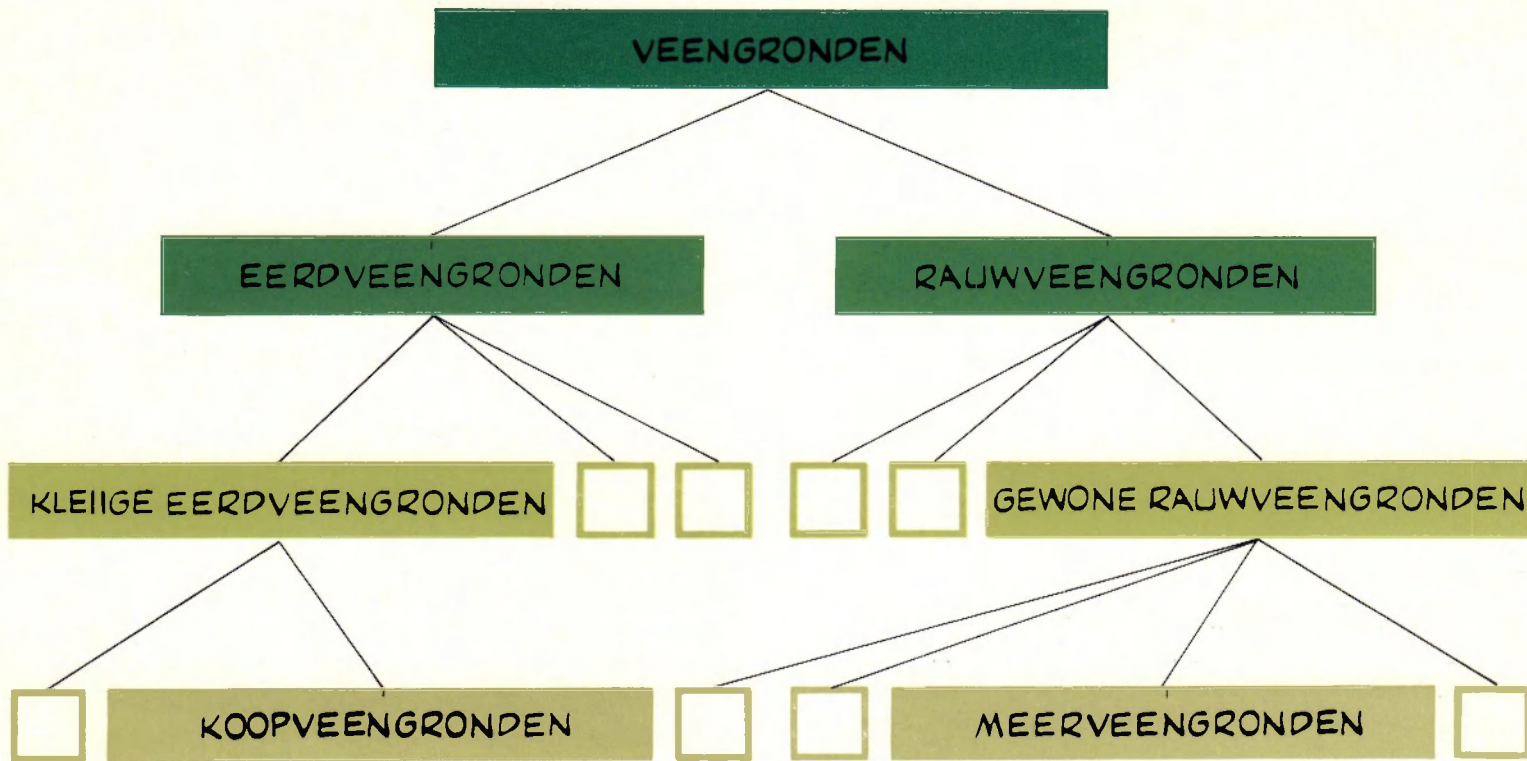 VEENGRONDEN
EERDVEENGRONDEN
RAUWVEENGRONDEN
KLEIIGE EERDVEENGRONDEN
GEWONE RAUWVEENGRONDEN
KOOPVEENGRONDEN
MEERVEENGRONDEN